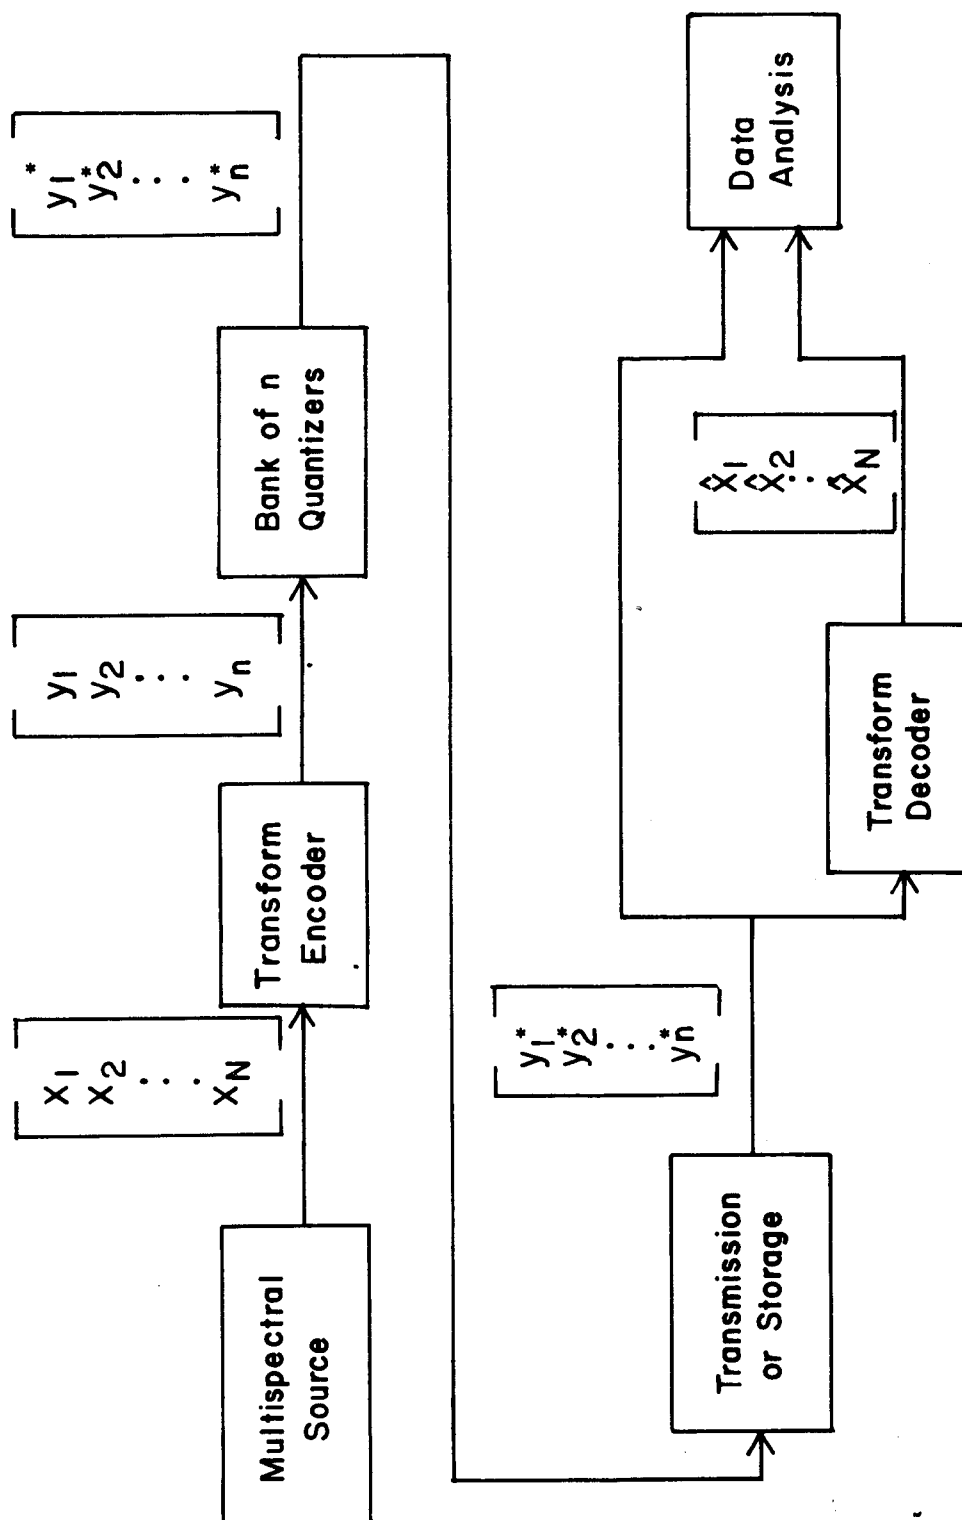 Multispectral
Source
x1
x2
. . .
xN
Transform
Encoder
y1
y2
. . .
yn
Bank of n
Quantizers
y1*
y2*
. . .
yn*
Transmission
or Storage
y1*
y2*
. . .
yn*
Transform
Decoder
x̂1
x̂2
. . .
x̂N
Data
Analysis